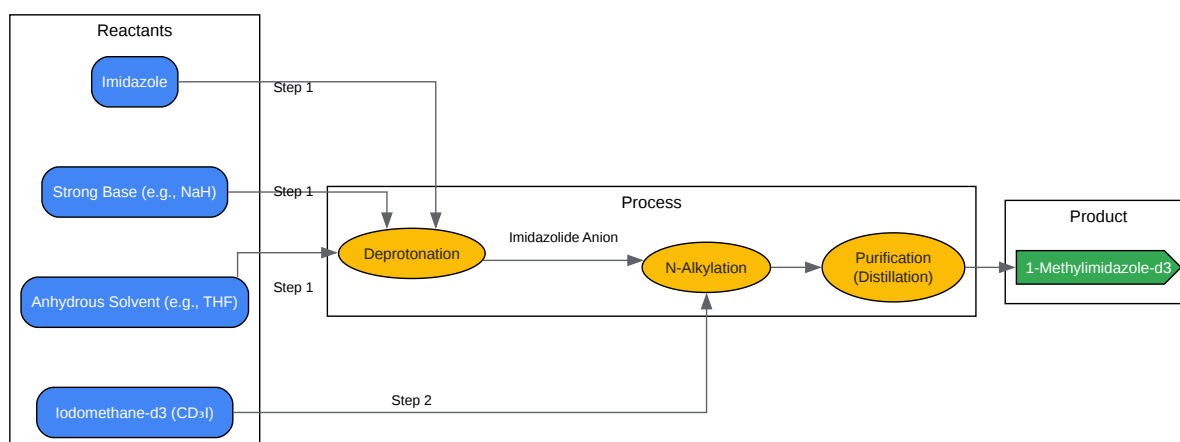 Reactants
Imidazole
Step 1
Strong Base (e.g., NaH)
Step 1
Process
Product
Deprotonation
Imidazolide Anion
N-Alkylation
Purification
(Distillation)
1-Methylimidazole-d3
Anhydrous Solvent (e.g., THF)
Step 1
Iodomethane-d3 (CD₃I)
Step 2